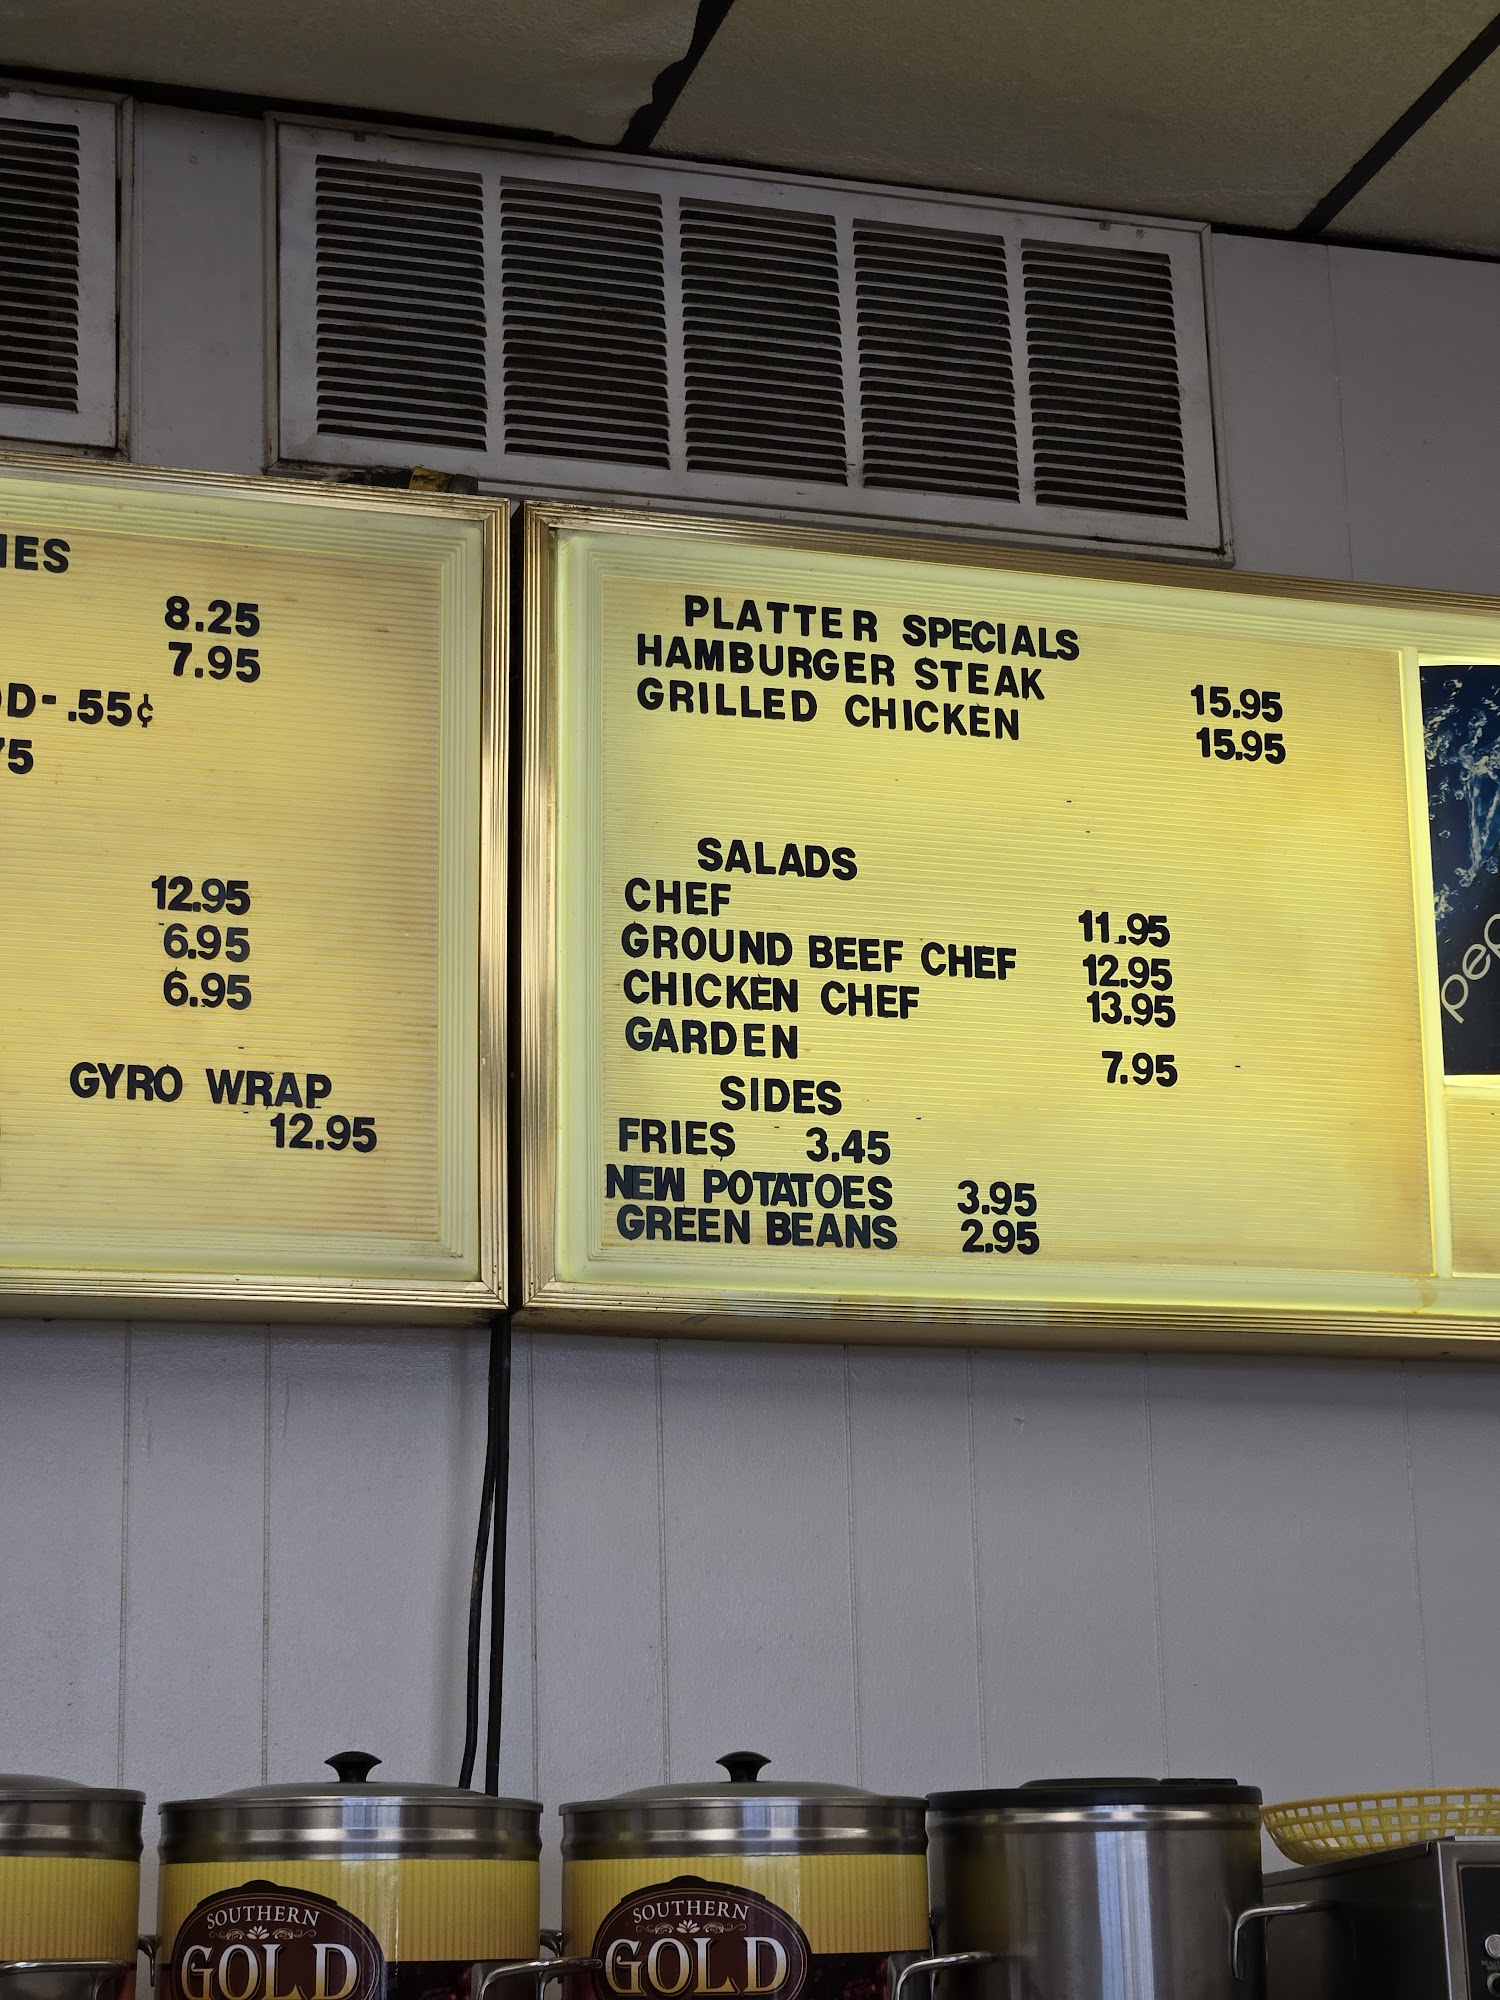 8.25
7.95
.55¢
12.95
6.95
6.95
GYRO WRAP
12.95
PLATTER SPECIALS
HAMBURGER STEAK 15.95
GRILLED CHICKEN 15.95
SALADS
CHEF 11.95
GROUND BEEF CHEF 12.95
CHICKEN CHEF 13.95
GARDEN 7.95
SIDES
FRIES 3.45
NEW POTATOES 3.95
GREEN BEANS 2.95
SOUTHERN
GOLD
SOUTHERN
GOLD